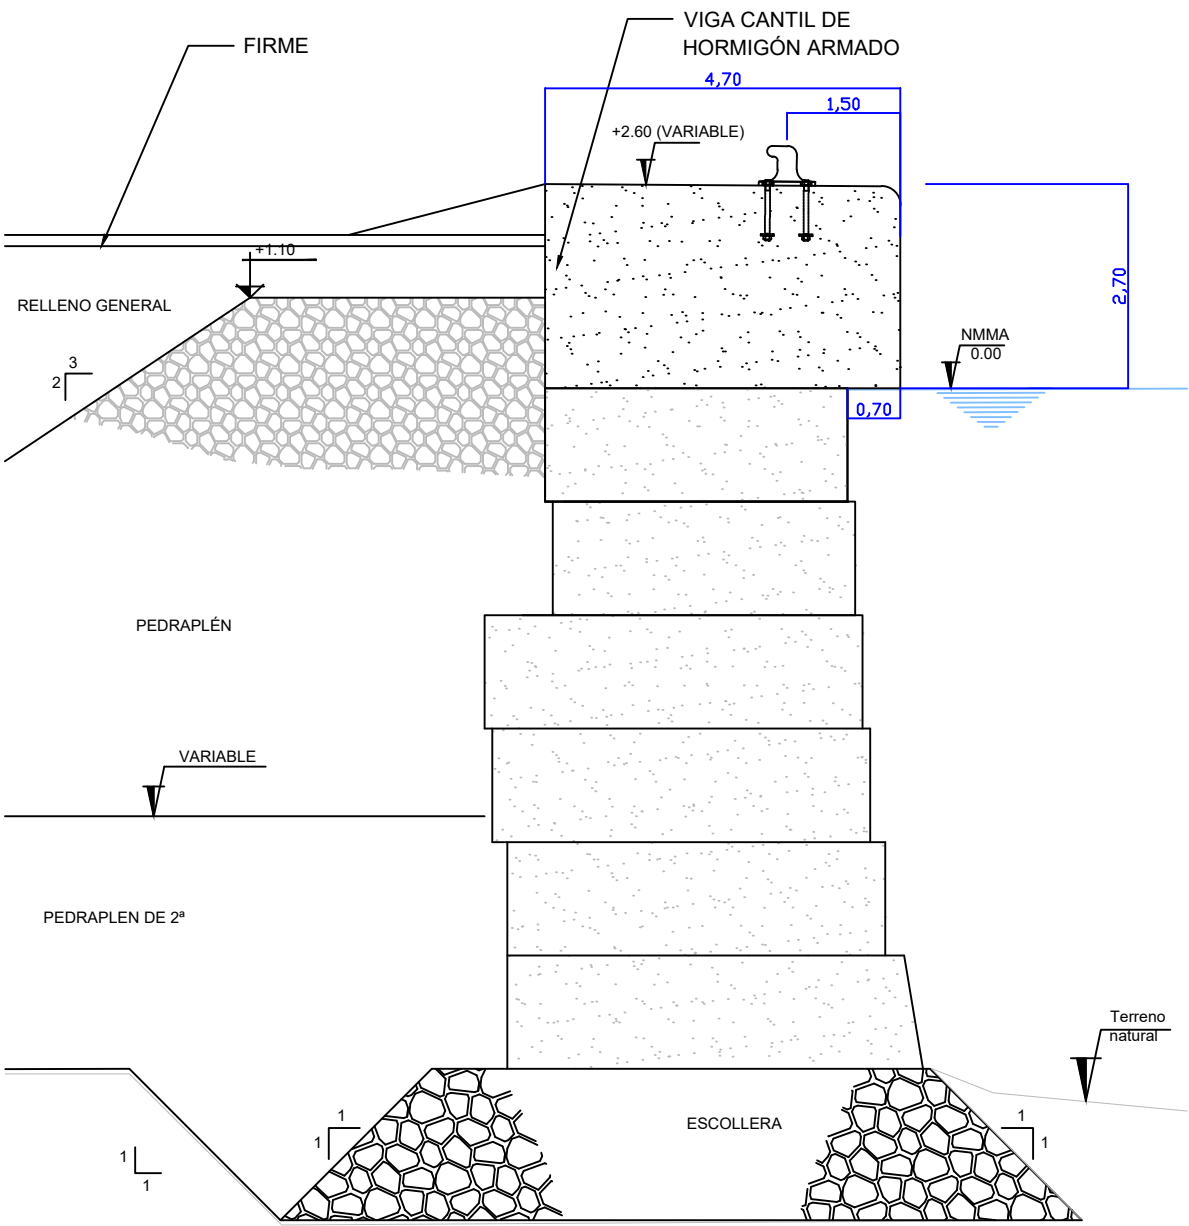 VIGA CANTIL DE
HORMIGÓN ARMADO
FIRME
4,70
1,50
+2.60 (VARIABLE)
+1.10
RELLENO GENERAL
2,70
NMMA
0.00
3
2
0,70
PEDRAPLÉN
VARIABLE
PEDRAPLEN DE 2ª
Terreno
natural
ESCOLLERA
1
1
1
1
1
1